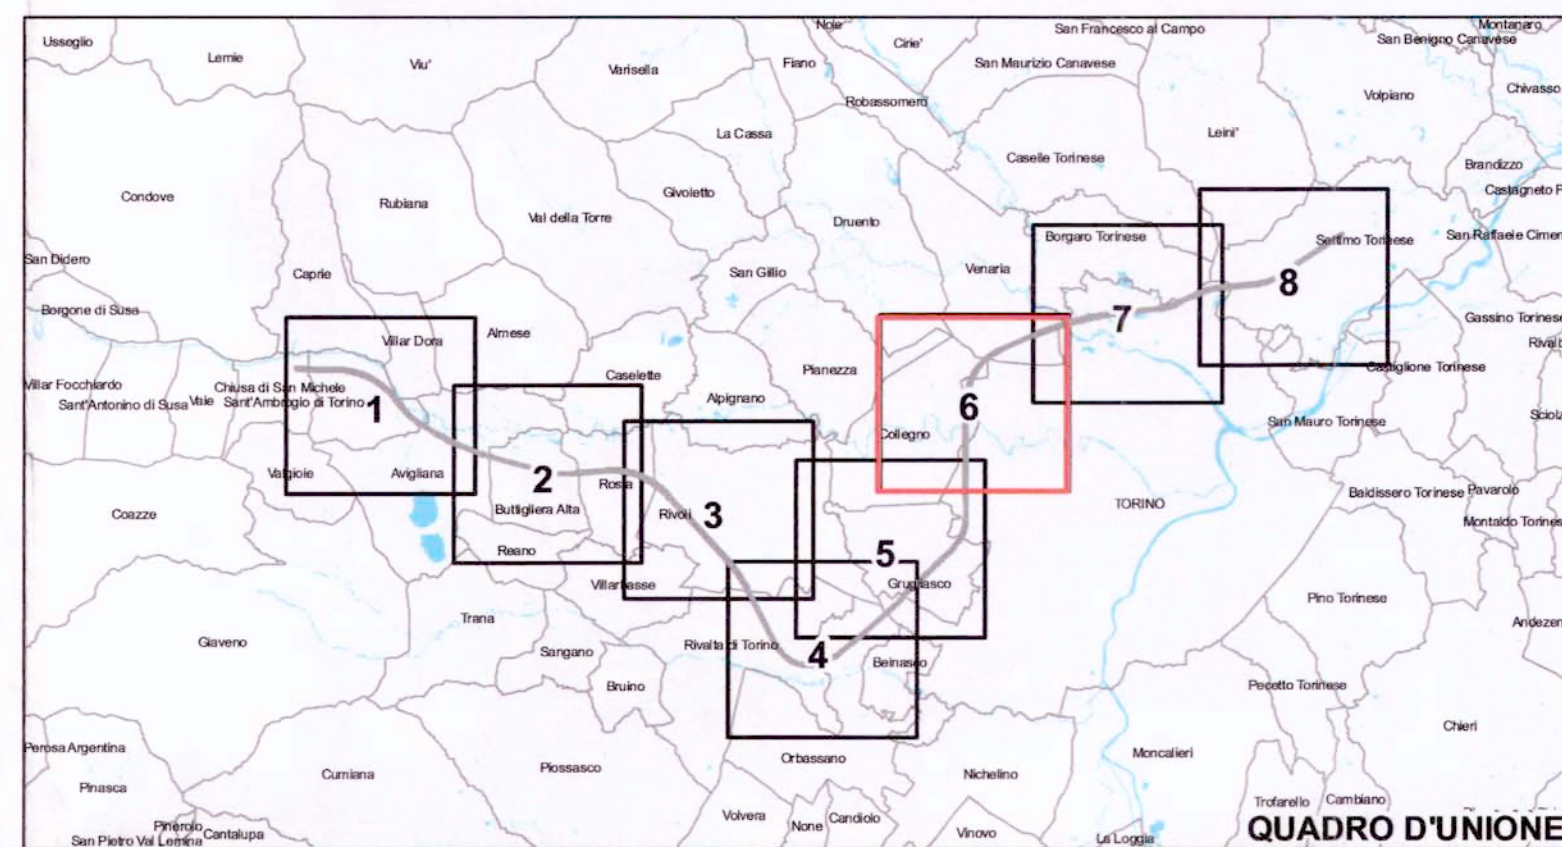 Usseglio
Lemie
Viu'
Varisella
Fiano
Nole
Cirie'
San Francesco al Campo
San Maurizio Canavese
Montanaro
San Benigno Canavese
Chivasso
Volpiano
Robassomero
La Cassa
Leini'
Caselle Torinese
Brandizzo
Castagneto P
Condove
Rubiana
Val della Torre
Givoletto
Druento
Borgaro Torinese
Settimo Torinese
San Raffaele Cimen
San Didero
Caprie
San Gillio
Venaria
8
Borgone di Susa
Villar Dora
Almese
7
Gassino Torinese
Rivalb
Villar Focchiardo
Chiusa di San Michele
Caselette
Pianezza
Castiglione Torinese
Sant'Antonino di Susa
Vaie
Sant'Ambrogio di Torino
1
Alpignano
6
Collegno
San Mauro Torinese
Sciolz
Valgioie
Avigliana
2
Rosta
Baldissero Torinese
Pavarolo
Coazze
Buttigliera Alta
Rivoli
3
TORINO
Montaldo Torines
Reano
5
Villarbasse
Grugliasco
Pino Torinese
Andezen
Giaveno
Trana
Sangano
Rivalta di Torino
4
Beinasco
Bruino
Pecetto Torinese
Chieri
Perosa Argentina
Cumiana
Piossasco
Orbassano
Nichelino
Moncalieri
Pinasca
Volvera
None
Candiolo
Vinovo
Trofarello
Cambiano
Pinerolo
Cantalupa
San Pietro Val Lemina
La Loggia
QUADRO D'UNIONE